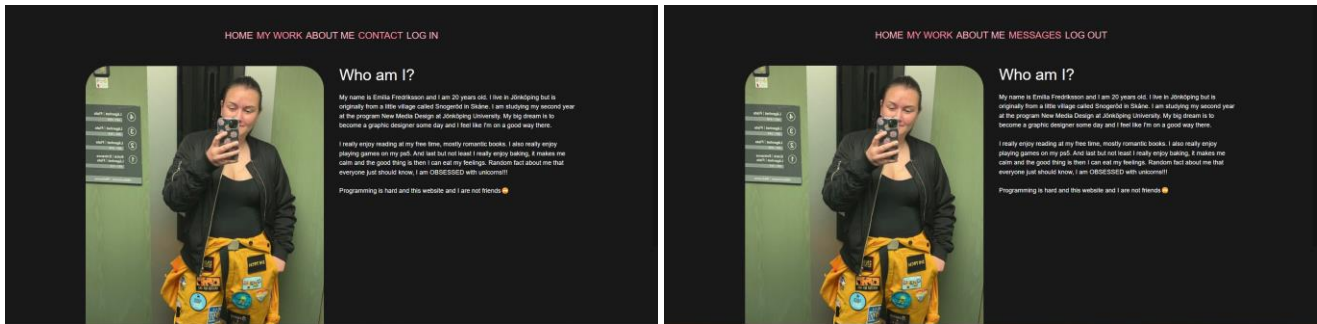 HOME MY WORK ABOUT ME CONTACT LOG IN
Who am I?
My name is Emilia Fredriksson and I am 20 years old. I live in Jönköping but is
originally from a little village called Snogeröd in Skåne. I am studying my second year
at the program New Media Design at Jönköping University. My big dream is to
become a graphic designer some day and I feel like I'm on a good way there.
I really enjoy reading at my free time, mostly romantic books. I also really enjoy
playing games on my ps5. And last but not least I really enjoy baking, it makes me
calm and the good thing is then I can eat my feelings. Random fact about me that
everyone just should know, I am OBSESSED with unicorns!!!
Programming is hard and this website and I are not friends
HOME MY WORK ABOUT ME MESSAGES LOG OUT
Who am I?
My name is Emilia Fredriksson and I am 20 years old. I live in Jönköping but is
originally from a little village called Snogeröd in Skåne. I am studying my second year
at the program New Media Design at Jönköping University. My big dream is to
become a graphic designer some day and I feel like I'm on a good way there.
I really enjoy reading at my free time, mostly romantic books. I also really enjoy
playing games on my ps5. And last but not least I really enjoy baking, it makes me
calm and the good thing is then I can eat my feelings. Random fact about me that
everyone just should know, I am OBSESSED with unicorns!!!
Programming is hard and this website and I are not friends